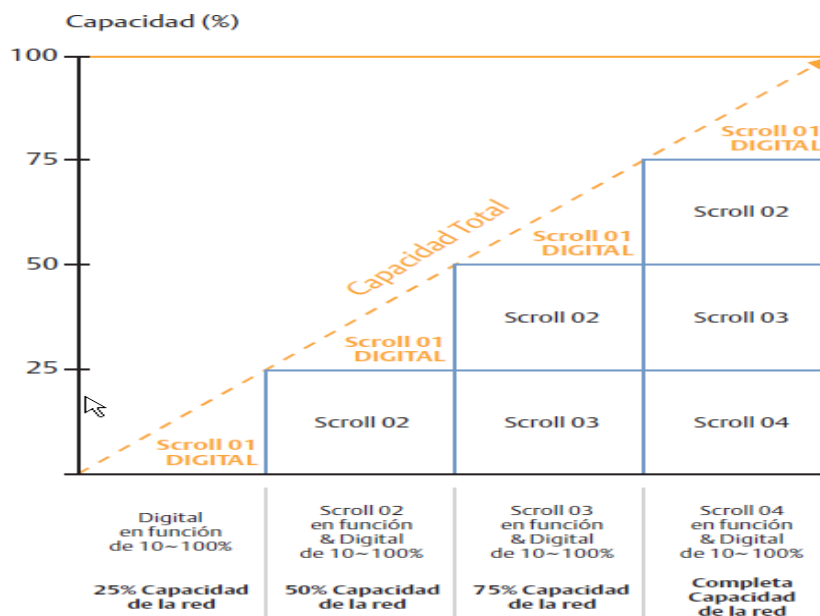 Capacidad (%)
100
75
50
25
Capacidad Total
Scroll 01
DIGITAL
Scroll 01
DIGITAL
Scroll 01
DIGITAL
Scroll 01
DIGITAL
Scroll 02
Scroll 02
Scroll 03
Scroll 02
Scroll 03
Scroll 04
Digital
en función
de 10~100%
25% Capacidad
de la red
Scroll 02
en función
& Digital
de 10~100%
50% Capacidad
de la red
Scroll 03
en función
& Digital
de 10~100%
75% Capacidad
de la red
Scroll 04
en función
& Digital
de 10~100%
Completa
Capacidad
de la red